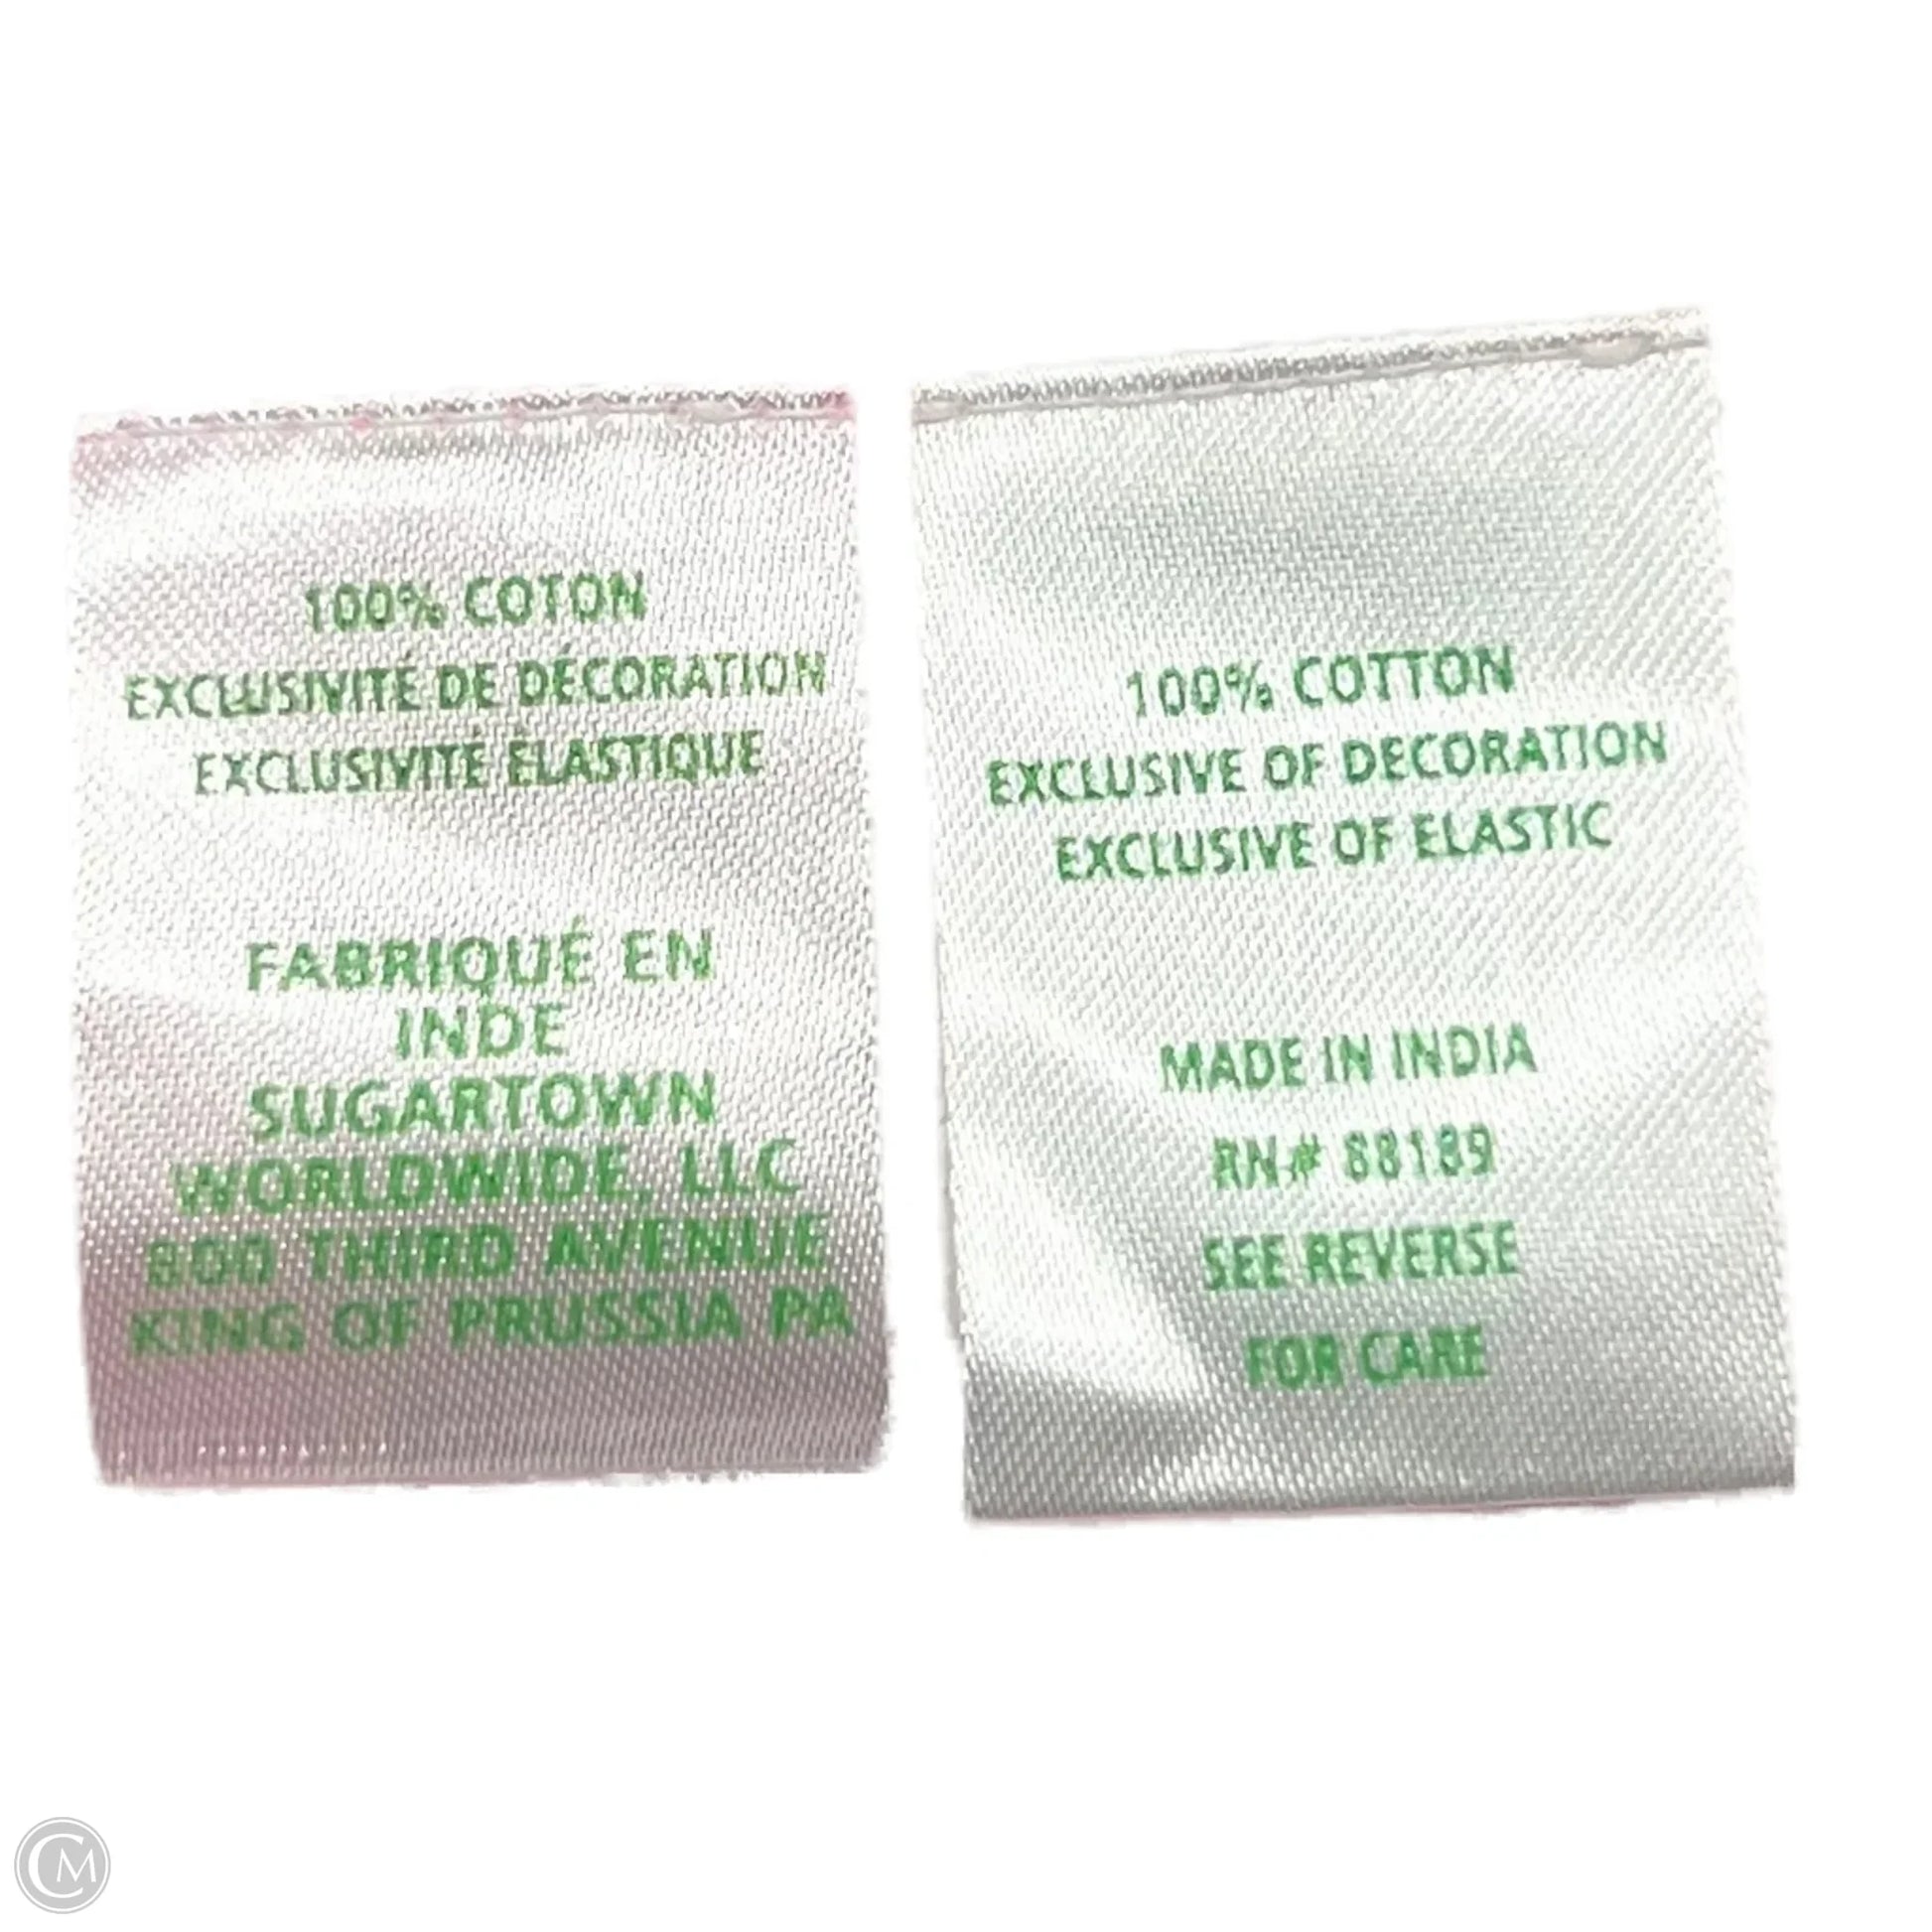 100% COTON
EXCLUSIVITÉ DE DÉCORATION
EXCLUSIVITÉ ÉLASTIQUE
FABRIQUÉ EN
INDE
SUGARTOWN
WORLDWIDE, LLC
800 THIRD AVENUE
KING OF PRUSSIA PA
100% COTTON
EXCLUSIVE OF DECORATION
EXCLUSIVE OF ELASTIC
MADE IN INDIA
RN# 88189
SEE REVERSE
FOR CARE
CM